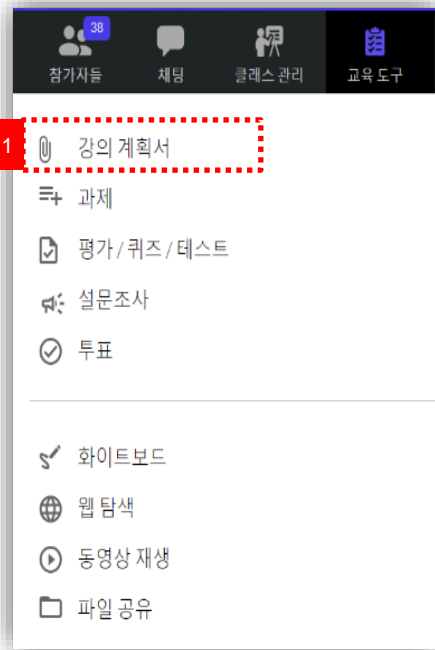 38
참가자들 채팅 클래스 관리 교육 도구
1
강의 계획서
과제
평가 / 퀴즈 / 테스트
설문조사
투표
화이트보드
웹 탐색
동영상 재생
파일 공유